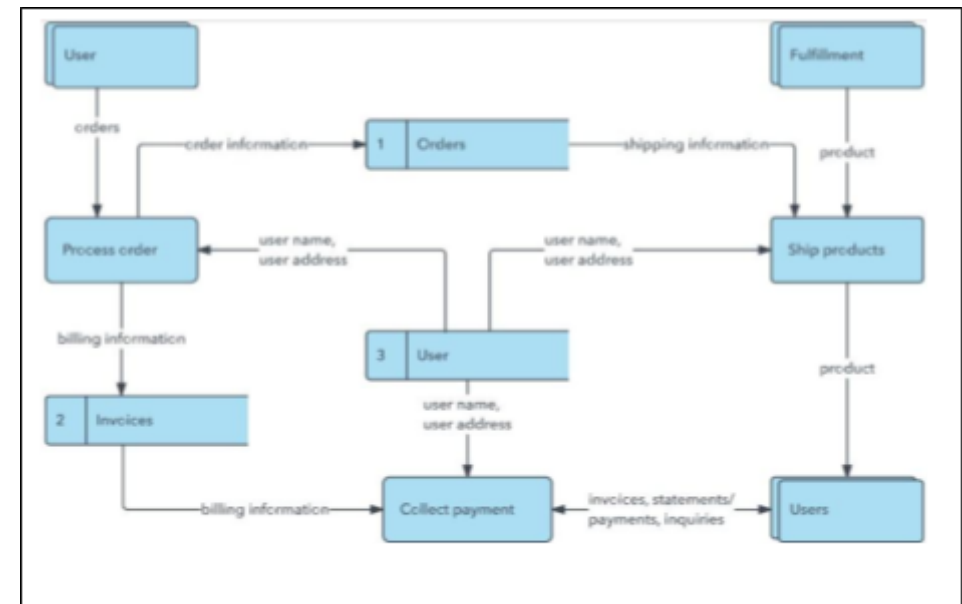 User
Fulfillment
orders
order information
1 Orders
shipping information
product
Process order
user name,
user address
user name,
user address
Ship products
billing information
3 User
product
2 Invoices
user name,
user address
billing information
Collect payment
invoices, statements/
payments, inquiries
Users